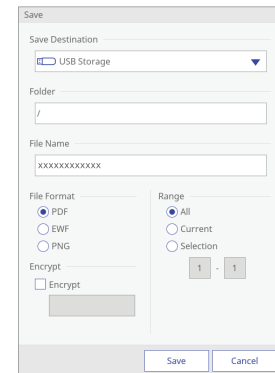 Save
Save Destination
USB Storage
Folder
/
File Name
xxxxxxxxxxxx
File Format
PDF
EWF
PNG
Range
All
Current
Selection
1 - 1
Encrypt
Encrypt
Save Cancel